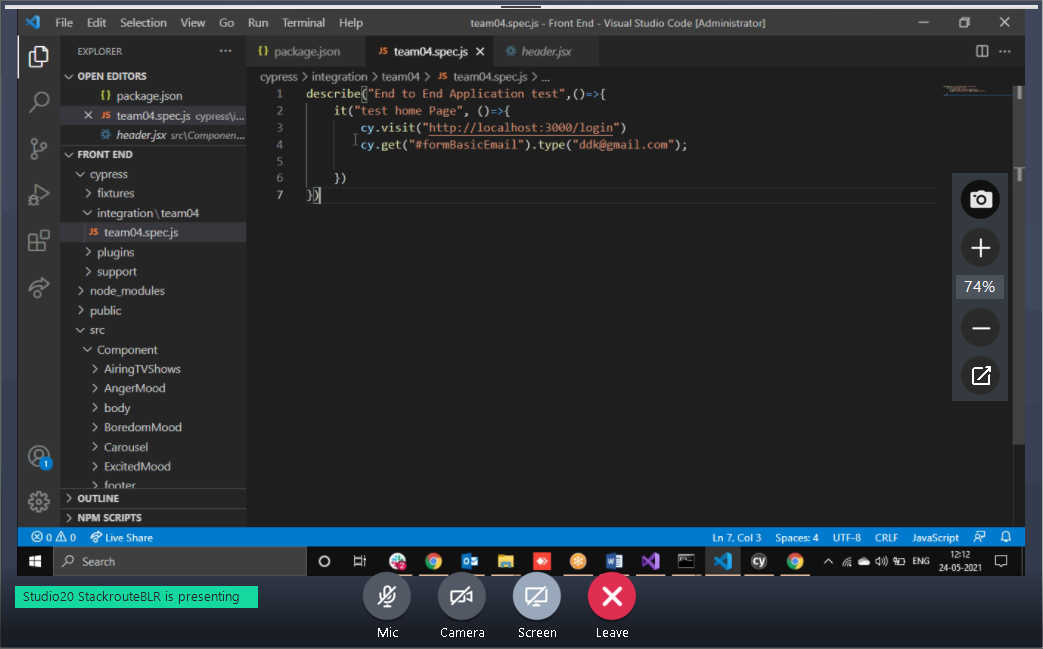 File Edit Selection View Go Run Terminal Help team04.spec.js - Front End - Visual Studio Code [Administrator]
EXPLORER
OPEN EDITORS
package.json
team04.spec.js cypress\i...
header.jsx src\Componen...
FRONT END
cypress
fixtures
integration\team04
JS team04.spec.js
plugins
support
node_modules
public
src
Component
AiringTVShows
AngerMood
body
BoredomMood
Carousel
ExcitedMood
footer
OUTLINE
NPM SCRIPTS
{} package.json JS team04.spec.js header.jsx
cypress > integration > team04 > JS team04.spec.js > ...
1 describe("End to End Application test",()=>{
2 it("test home Page", ()=>{
3 cy.visit("http://localhost:3000/login")
4 cy.get("#formBasicEmail").type("ddk@gmail.com");
5
6 })
7 })
74%
0 0 Live Share Ln 7, Col 3 Spaces: 4 UTF-8 CRLF JavaScript
1
Search
cy
ENG
12:12
24-05-2021
Studio20 StackrouteBLR is presenting
Mic Camera Screen Leave